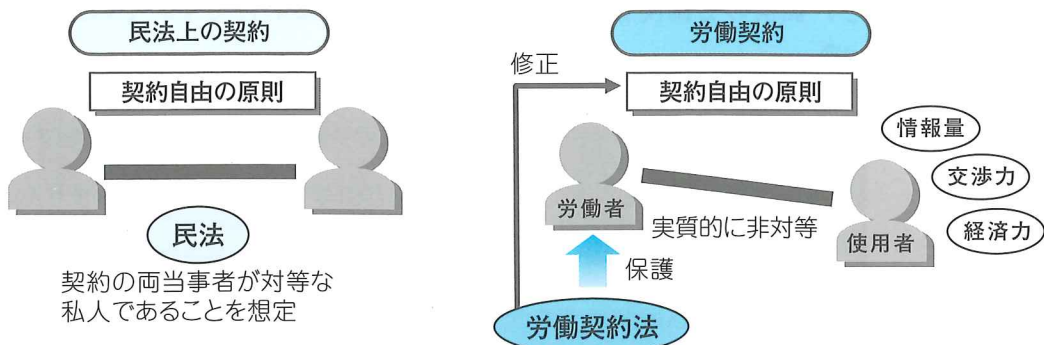 民法上の契約
契約自由の原則
民法
契約の両当事者が対等な
私人であることを想定
労働契約
修正
契約自由の原則
情報量
交渉力
経済力
労働者
実質的に非対等
使用者
保護
労働契約法